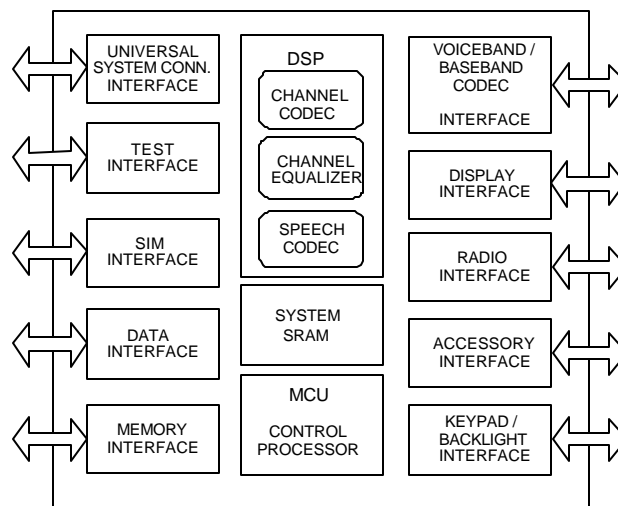 UNIVERSAL
SYSTEM CONN.
INTERFACE
TEST
INTERFACE
SIM
INTERFACE
DATA
INTERFACE
MEMORY
INTERFACE
DSP
CHANNEL
CODEC
CHANNEL
EQUALIZER
SPEECH
CODEC
SYSTEM
SRAM
MCU
CONTROL
PROCESSOR
VOICEBAND /
BASEBAND
CODEC
INTERFACE
DISPLAY
INTERFACE
RADIO
INTERFACE
ACCESSORY
INTERFACE
KEYPAD /
BACKLIGHT
INTERFACE